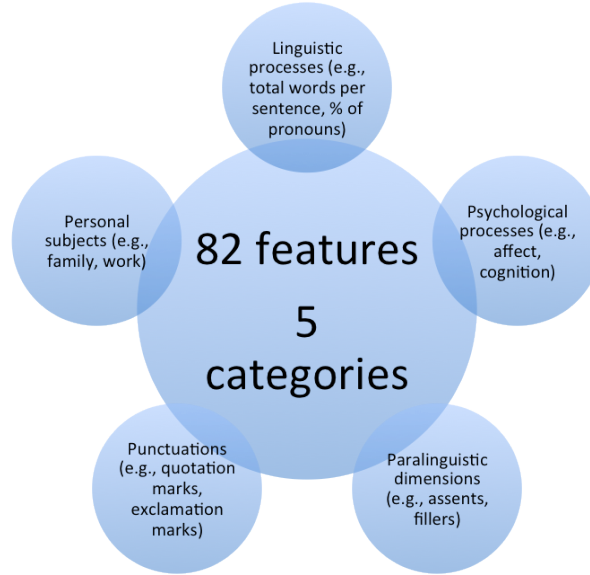 Linguistic
processes (e.g.,
total words per
sentence, % of
pronouns)
Psychological
processes (e.g.,
affect,
cognition)
Paralinguistic
dimensions
(e.g., assents,
fillers)
Punctuations
(e.g., quotation
marks,
exclamation
marks)
Personal
subjects (e.g.,
family, work)
82 features
5
categories